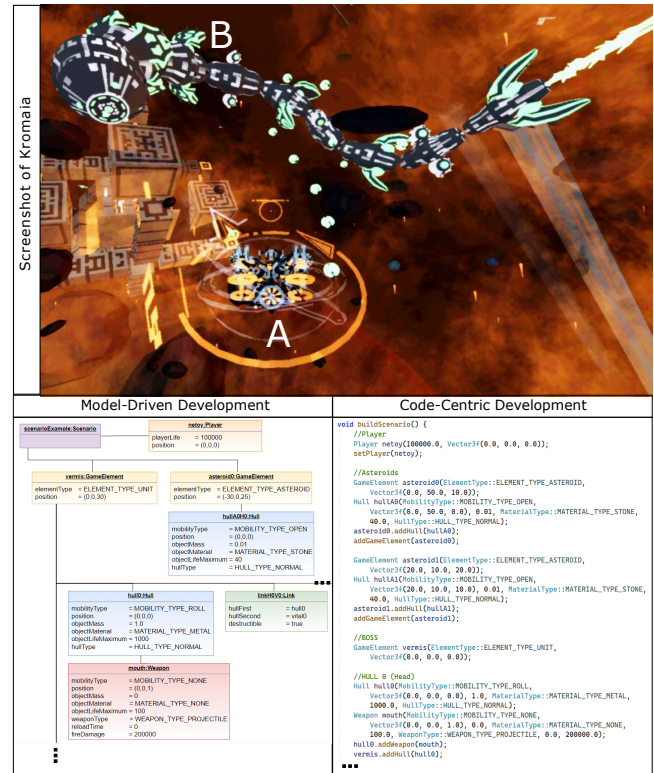 Screenshot of Kromaia
B
A
Model-Driven Development
scenarioExample:Scenario
netoy:Player
playerLife = 100000
position = (0,0,0)
vermis:GameElement
elementType = ELEMENT_TYPE_UNIT
position = (0,0,30)
asteroid0:GameElement
elementType = ELEMENT_TYPE_ASTEROID
position = (-30,0,25)
hullA0H0:Hull
mobilityType = MOBILITY_TYPE_OPEN
position = (0,0,0)
objectMass = 0.01
objectMaterial = MATERIAL_TYPE_STONE
objectLifeMaximum = 40
hullType = HULL_TYPE_NORMAL
hull0:Hull
mobilityType = MOBILITY_TYPE_ROLL
position = (0,0,0)
objectMass = 1.0
objectMaterial = MATERIAL_TYPE_METAL
objectLifeMaximum = 1000
hullType = HULL_TYPE_NORMAL
linkH0V0:Link
hullFirst = hull0
hullSecond = vital0
destructible = true
mouth:Weapon
mobilityType = MOBILITY_TYPE_NONE
position = (0,0,1)
objectMass = 0
objectMaterial = MATERIAL_TYPE_NONE
objectLifeMaximum = 100
weaponType = WEAPON_TYPE_PROJECTILE
reloadTime = 0
fireDamage = 200000
Code-Centric Development
void buildScenario() {
//Player
Player netoy(100000.0, Vector3f(0.0, 0.0, 0.0));
setPlayer(netoy);
//Asteroids
GameElement asteroid0(ElementType::ELEMENT_TYPE_ASTEROID,
Vector3f(0.0, 50.0, 10.0));
Hull hullA0(MobilityType::MOBILITY_TYPE_OPEN,
Vector3f(0.0, 50.0, 0.0), 0.01, MaterialType::MATERIAL_TYPE_STONE,
40.0, HullType::HULL_TYPE_NORMAL);
asteroid0.addHull(hullA0);
addGameElement(asteroid0);
GameElement asteroid1(ElementType::ELEMENT_TYPE_ASTEROID,
Vector3f(20.0, 10.0, 20.0));
Hull hullA1(MobilityType::MOBILITY_TYPE_OPEN,
Vector3f(20.0, 10.0, 10.0), 0.01, MaterialType::MATERIAL_TYPE_STONE,
40.0, HullType::HULL_TYPE_NORMAL);
asteroid1.addHull(hullA1);
addGameElement(asteroid1);
//BOSS
GameElement vermis(ElementType::ELEMENT_TYPE_UNIT,
Vector3f(0.0, 0.0, 0.0));
//HULL 0 (Head)
Hull hull0(MobilityType::MOBILITY_TYPE_ROLL,
Vector3f(0.0, 0.0, 0.0), 1.0, MaterialType::MATERIAL_TYPE_METAL,
1000.0, HullType::HULL_TYPE_NORMAL);
Weapon mouth(MobilityType::MOBILITY_TYPE_NONE,
Vector3f(0.0, 0.0, 1.0), 0.0, MaterialType::MATERIAL_TYPE_NONE,
100.0, WeaponType::WEAPON_TYPE_PROJECTILE, 0.0, 200000.0);
hull0.addWeapon(mouth);
vermis.addHull(hull0);